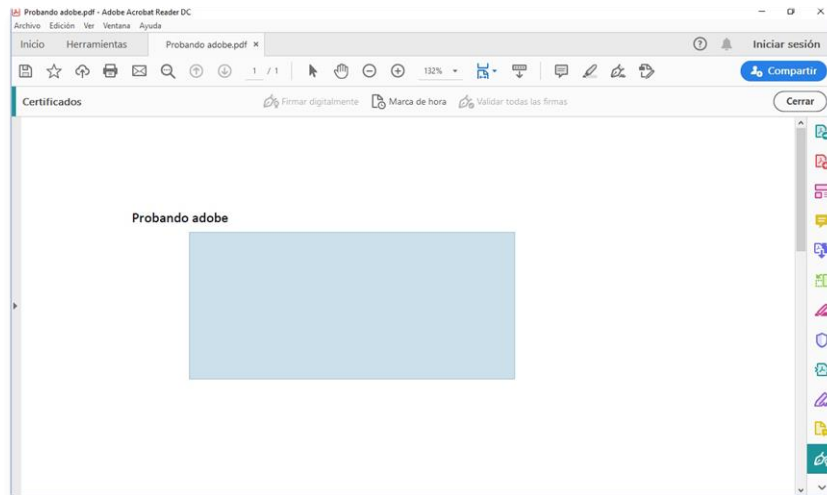 Probando adobe.pdf - Adobe Acrobat Reader DC
Archivo Edición Ver Ventana Ayuda
Inicio Herramientas Probando adobe.pdf × Iniciar sesión
1 / 1 132% Compartir
Certificados Firmar digitalmente Marca de hora Validar todas las firmas Cerrar
Probando adobe